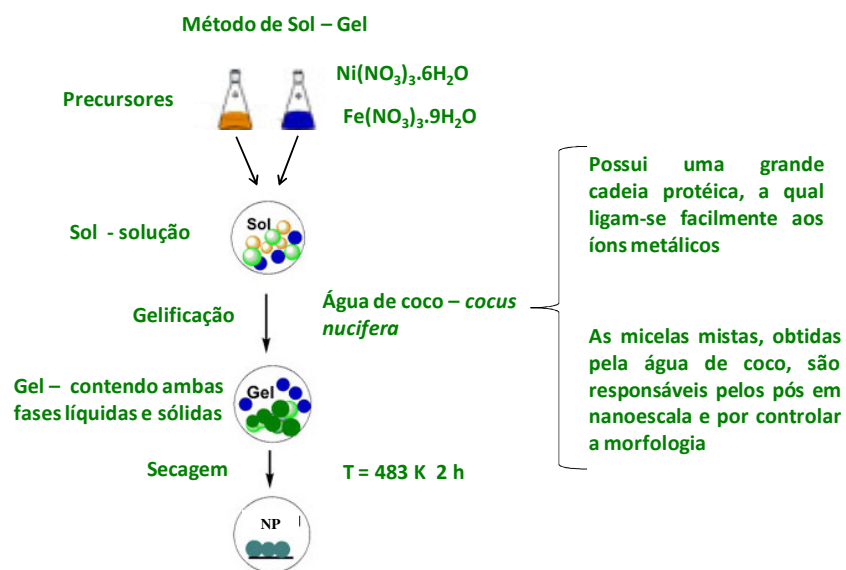 Método de Sol – Gel
Precursores
Ni(NO₃)₃.6H₂O
Fe(NO₃)₃.9H₂O
Sol - solução
Sol
Gelificação
Água de coco – cocus
nucifera
Possui uma grande
cadeia protéica, a qual
ligam-se facilmente aos
íons metálicos
As micelas mistas, obtidas
pela água de coco, são
responsáveis pelos pós em
nanoescala e por controlar
a morfologia
Gel – contendo ambas
fases líquidas e sólidas
Gel
Secagem
T = 483 K 2 h
NP